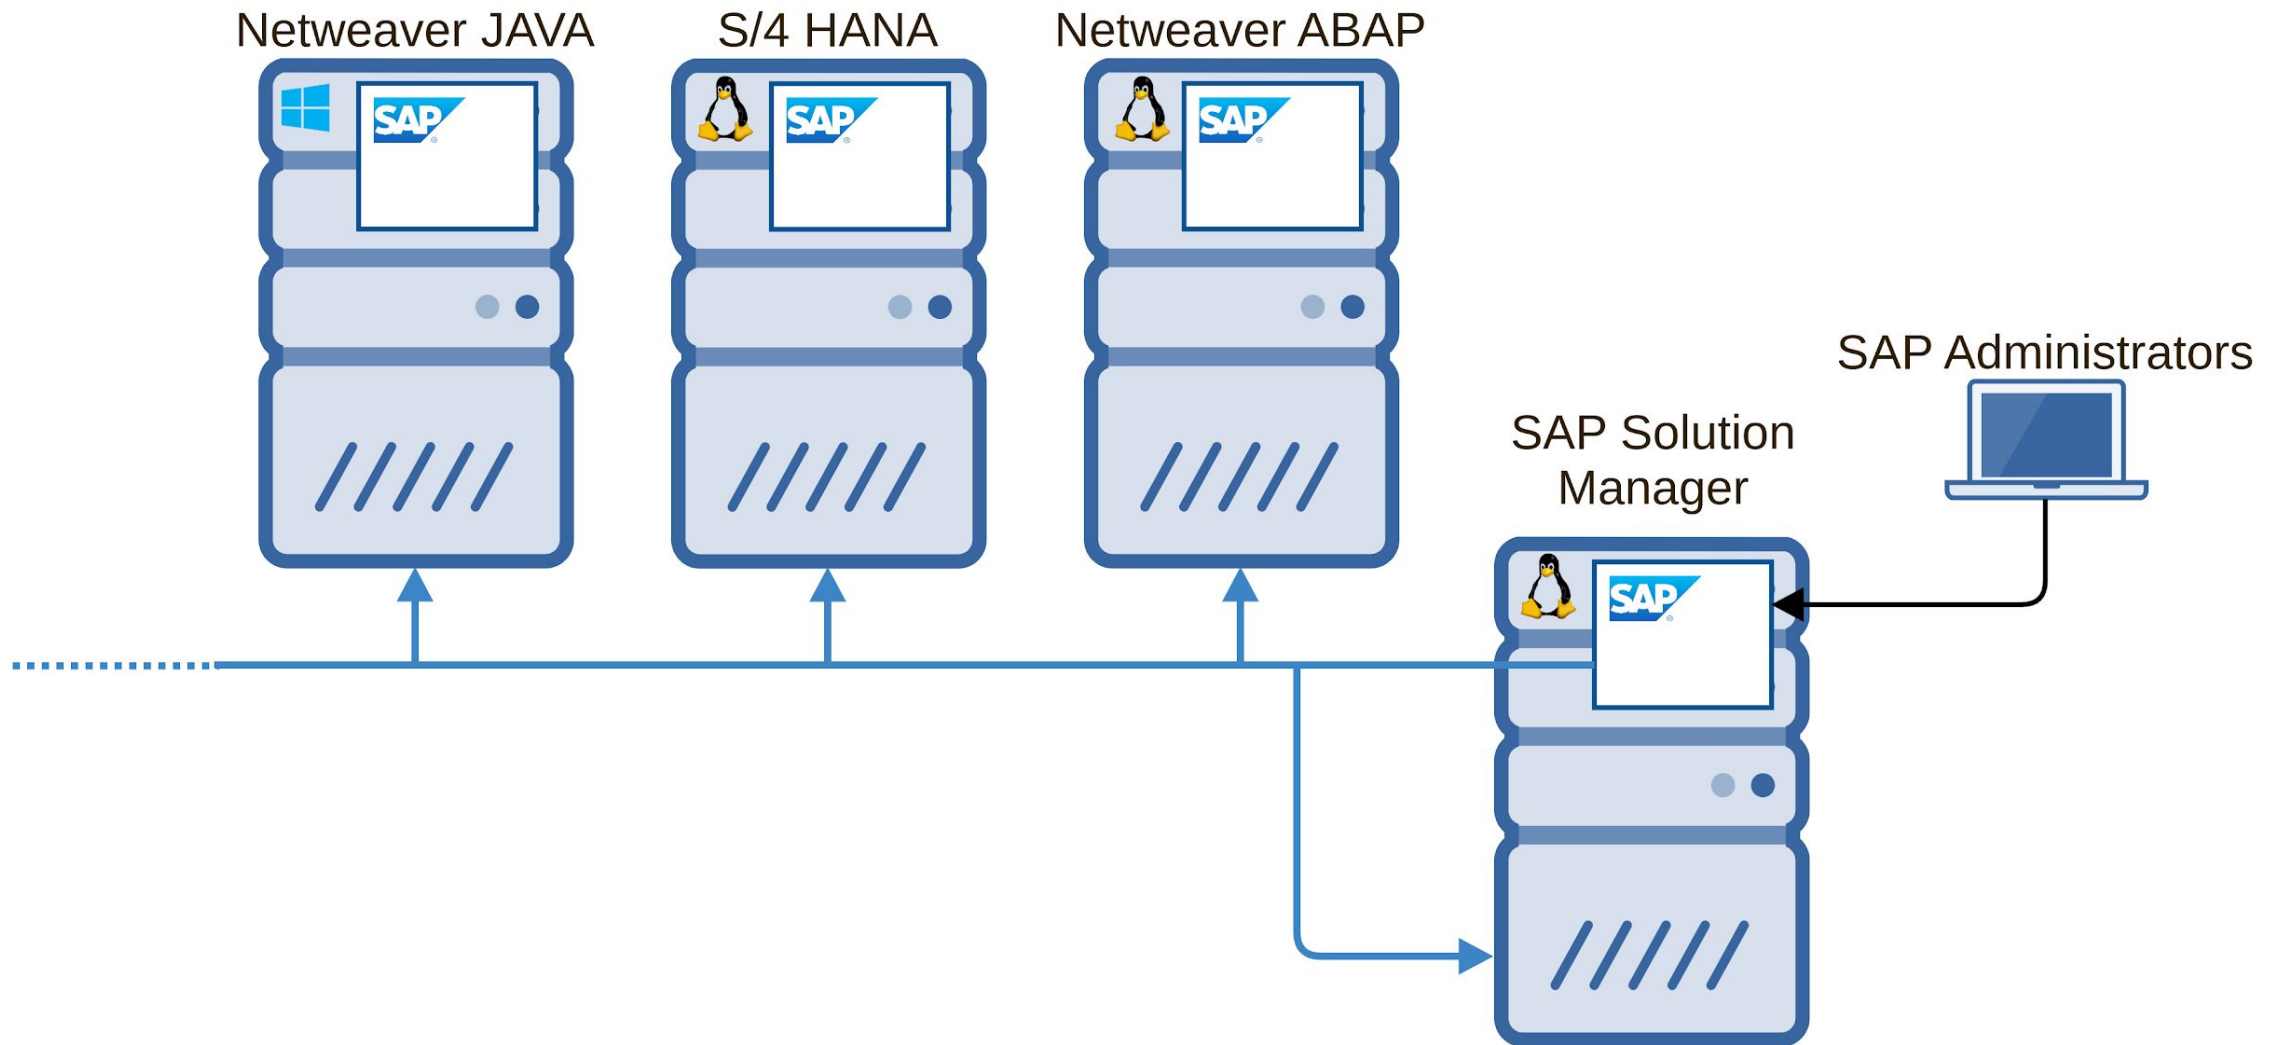 Netweaver JAVA
S/4 HANA
Netweaver ABAP
SAP
SAP
SAP
SAP Administrators
SAP Solution
Manager
SAP